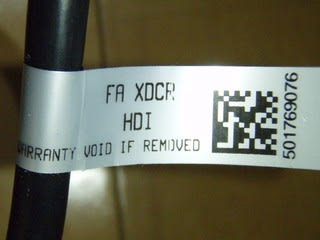 FA XDCR
HDI
WARRANTY VOID IF REMOVED
501769076